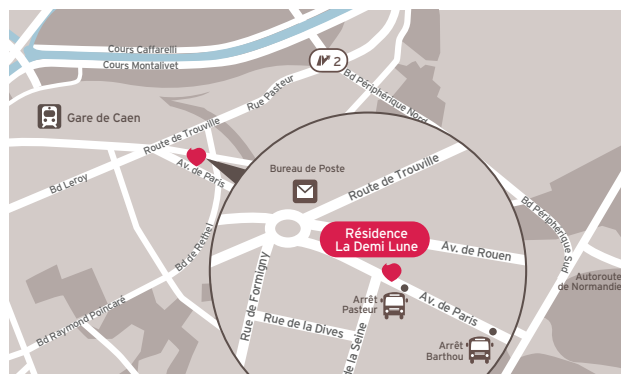 Cours Caffarelli
Cours Montalivet
2
Bd Périphérique Nord
Rue Pasteur
Gare de Caen
Route de Trouville
Av. de Paris
Bd Leroy
Bureau de Poste
Route de Trouville
Bd Périphérique Sud
Résidence
La Demi Lune
Av. de Rouen
Bd de Rethel
Autoroute
de Normandie
Rue de Formigny
Arrêt
Pasteur
Av. de Paris
Bd Raymond Poincaré
Rue de la Dives
de la Seine
Arrêt
Barthou